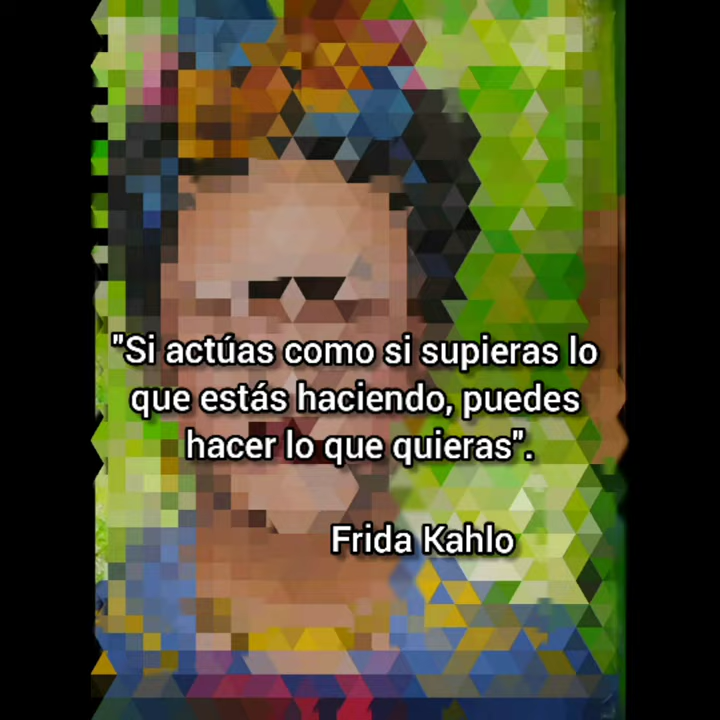 "Si actúas como si supieras lo
que estás haciendo, puedes
hacer lo que quieras".
Frida Kahlo